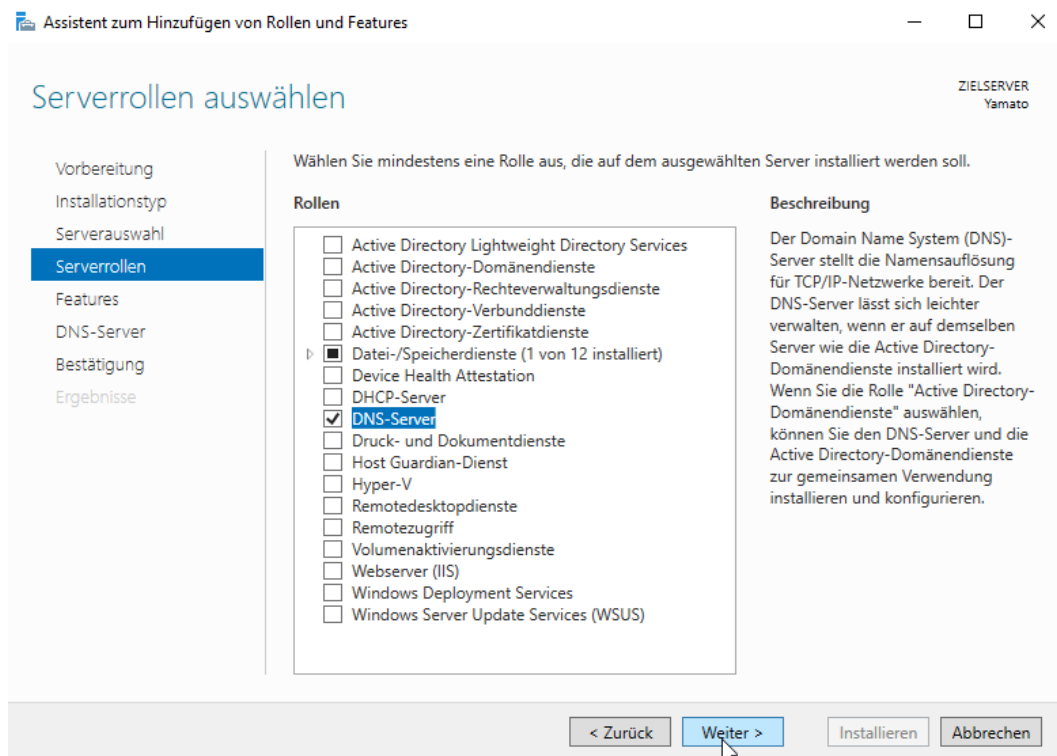 Assistent zum Hinzufügen von Rollen und Features
Serverrollen auswählen
ZIELSERVER
Yamato
Vorbereitung
Installationstyp
Serverauswahl
Serverrollen
Features
DNS-Server
Bestätigung
Ergebnisse
Wählen Sie mindestens eine Rolle aus, die auf dem ausgewählten Server installiert werden soll.
Rollen
Active Directory Lightweight Directory Services
Active Directory-Domänendienste
Active Directory-Rechteverwaltungsdienste
Active Directory-Verbunddienste
Active Directory-Zertifikatdienste
Datei-/Speicherdienste (1 von 12 installiert)
Device Health Attestation
DHCP-Server
DNS-Server
Druck- und Dokumentdienste
Host Guardian-Dienst
Hyper-V
Remotedesktopdienste
Remotezugriff
Volumenaktivierungsdienste
Webserver (IIS)
Windows Deployment Services
Windows Server Update Services (WSUS)
Beschreibung
Der Domain Name System (DNS)-
Server stellt die Namensauflösung
für TCP/IP-Netzwerke bereit. Der
DNS-Server lässt sich leichter
verwalten, wenn er auf demselben
Server wie die Active Directory-
Domänendienste installiert wird.
Wenn Sie die Rolle "Active Directory-
Domänendienste" auswählen,
können Sie den DNS-Server und die
Active Directory-Domänendienste
zur gemeinsamen Verwendung
installieren und konfigurieren.
< Zurück
Weiter >
Installieren
Abbrechen